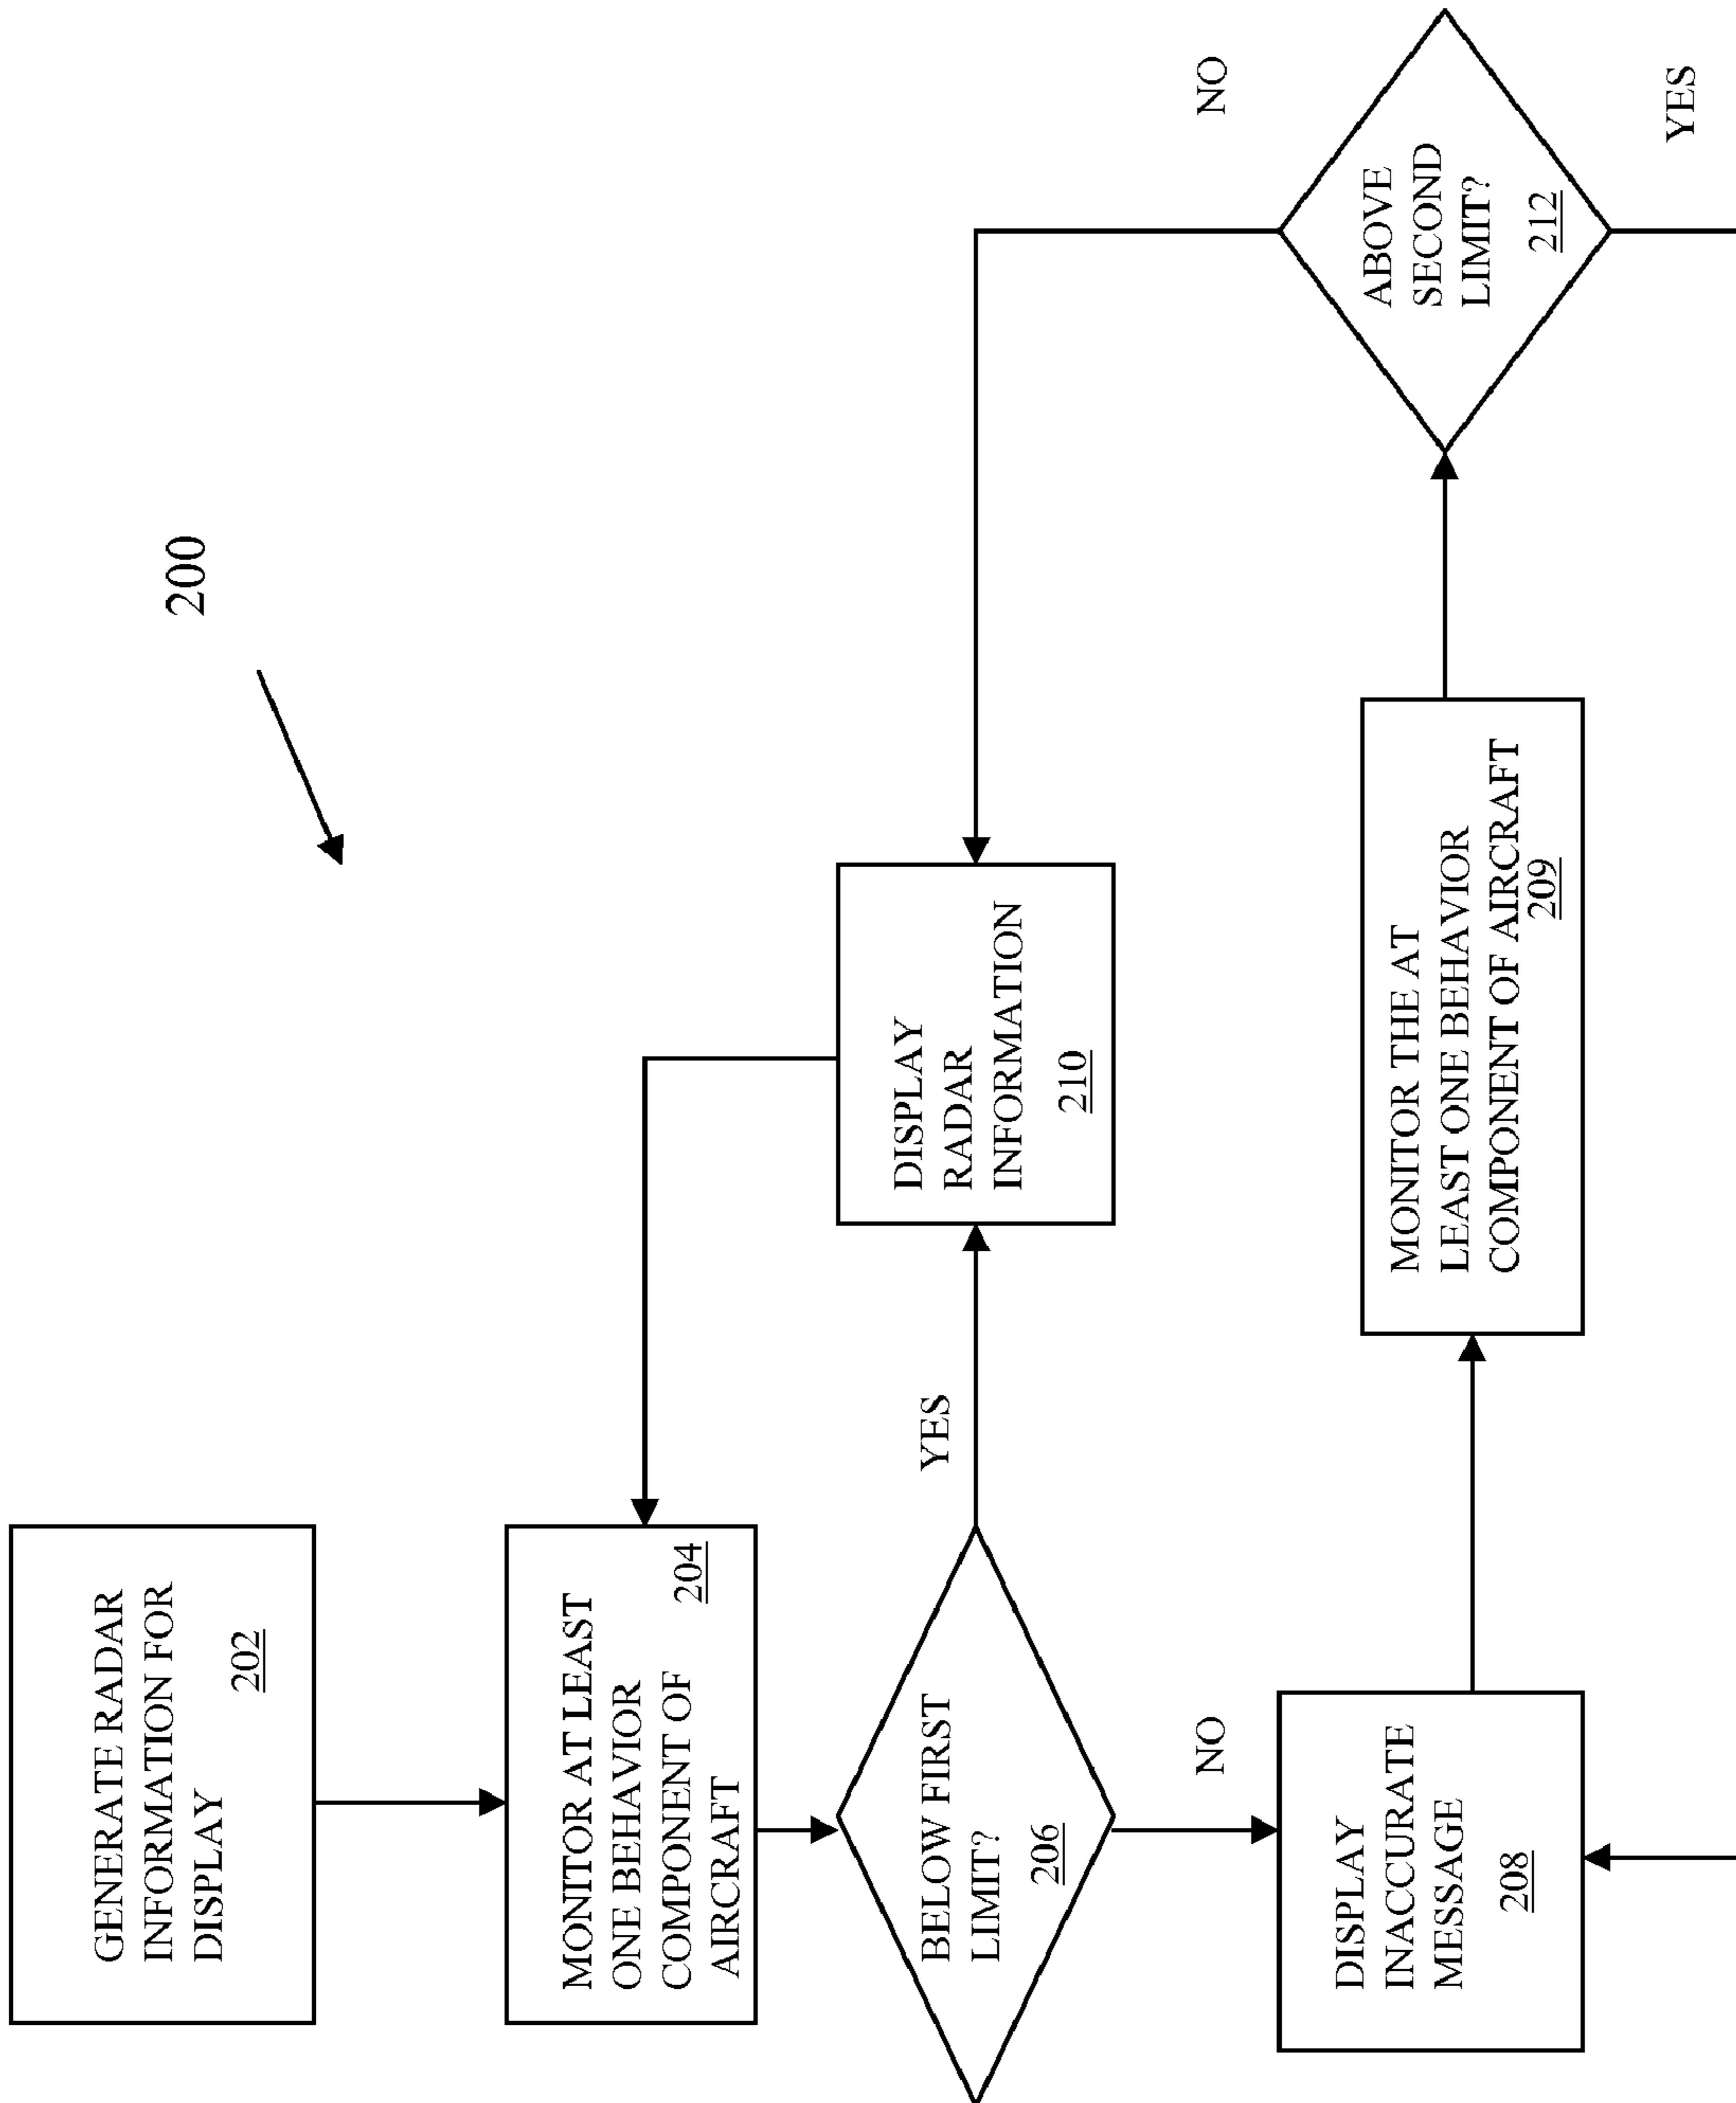 200
GENERATE RADAR
INFORMATION FOR
DISPLAY
202
MONITOR AT LEAST
ONE BEHAVIOR
COMPONENT OF
AIRCRAFT
204
BELOW FIRST
LIMIT?
206
YES
NO
DISPLAY
RADAR
INFORMATION
210
DISPLAY
INACCURATE
MESSAGE
208
MONITOR THE AT
LEAST ONE BEHAVIOR
COMPONENT OF AIRCRAFT
209
ABOVE
SECOND
LIMIT?
212
NO
YES